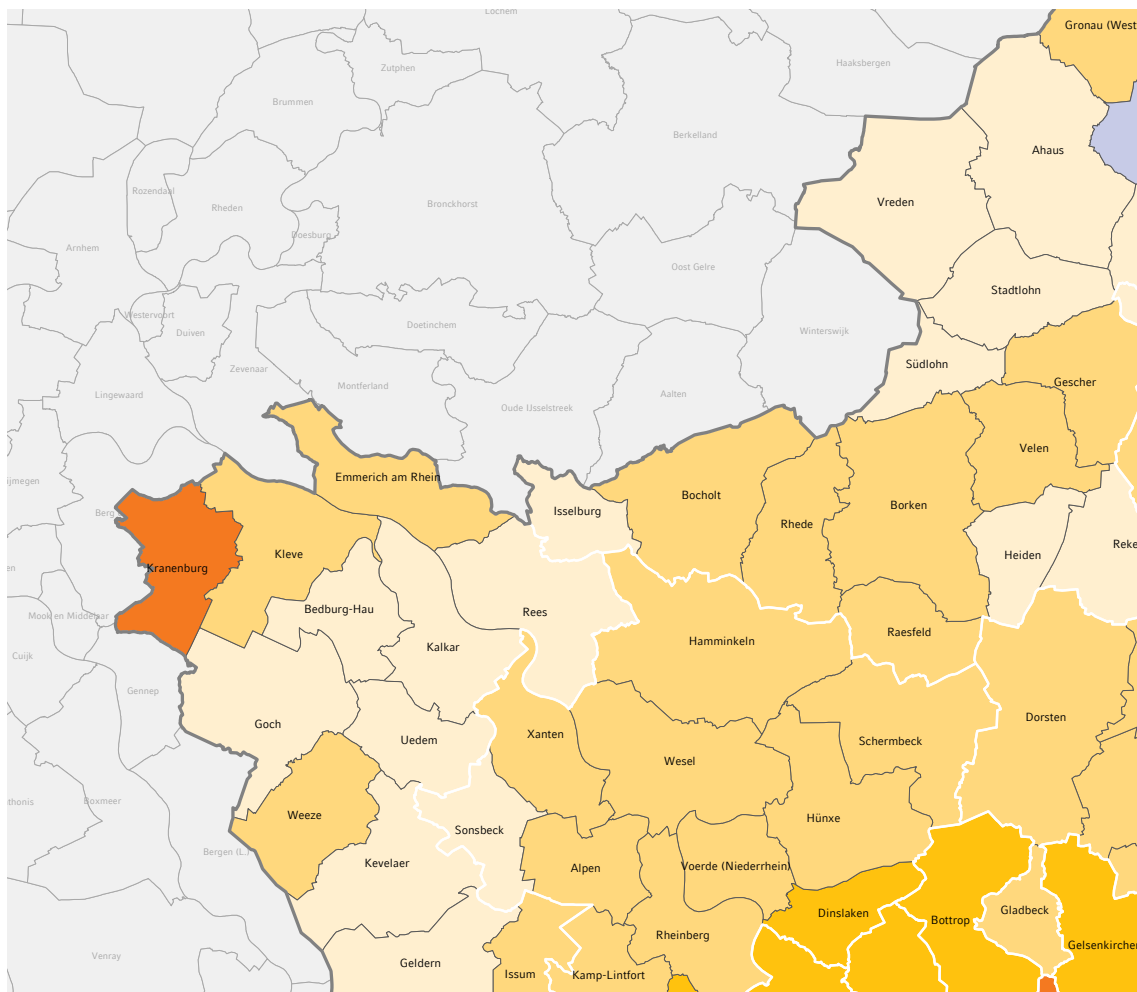 Lochem
Gronau (West
Zutphen
Haaksbergen
Brummen
Berkelland
Ahaus
Rozendaal
Rheden
Bronckhorst
Vreden
Doesburg
Arnhem
Oost Gelre
Stadtlohn
Westervoort
Duiven
Doetinchem
Winterswijk
Zevenaar
Südlohn
Montferland
Gescher
Lingewaard
Aalten
Oude IJsselstreek
Velen
Emmerich am Rhein
ijmegen
Bocholt
Borken
Berg
Isselburg
Rhede
Reke
Kleve
Heiden
en
Kranenburg
Bedburg-Hau
Rees
Mook en Middelaar
Raesfeld
Hamminkeln
Kalkar
Cuijk
Gennep
Dorsten
Goch
Xanten
Uedem
Schermbeck
Wesel
thonis
Boxmeer
Weeze
Hünxe
Sonsbeck
Bergen (L.)
Kevelaer
Alpen
Voerde (Niederrhein)
Dinslaken
Gladbeck
Bottrop
Rheinberg
Gelsenkirchen
Venray
Geldern
Issum
Kamp-Lintfort